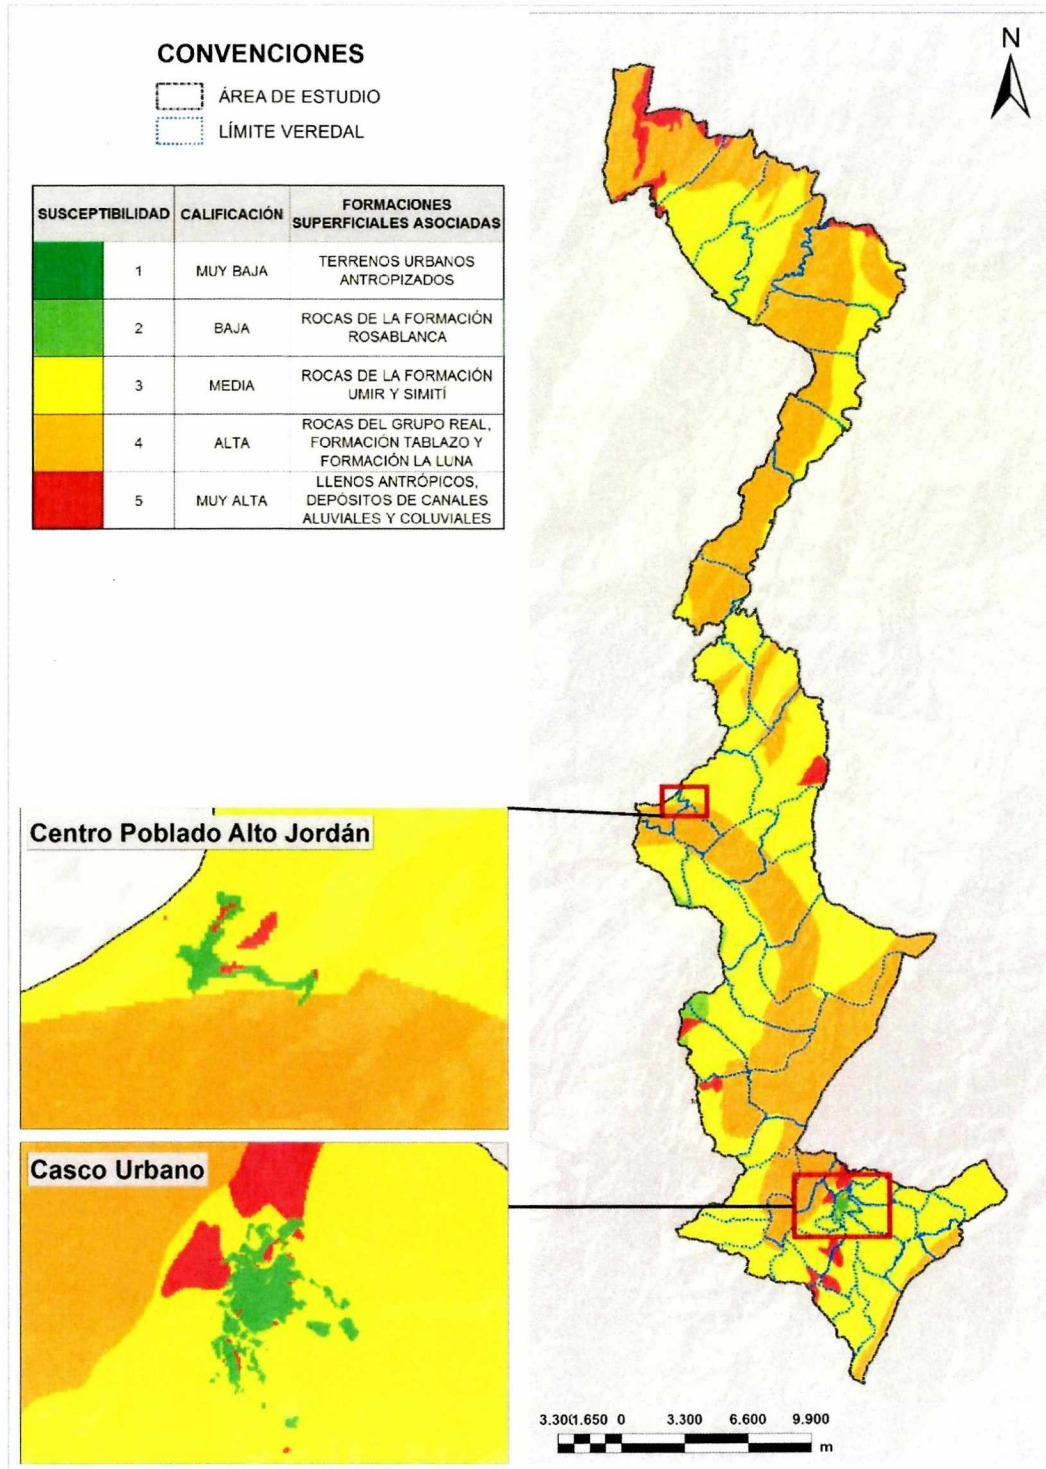 CONVENCIONES
ÁREA DE ESTUDIO
LÍMITE VEREDAL
SUSCEPTIBILIDAD CALIFICACIÓN FORMACIONES SUPERFICIALES ASOCIADAS
1 MUY BAJA TERRENOS URBANOS ANTROPIZADOS
2 BAJA ROCAS DE LA FORMACIÓN ROSABLANCA
3 MEDIA ROCAS DE LA FORMACIÓN UMIR Y SIMITÍ
4 ALTA ROCAS DEL GRUPO REAL, FORMACIÓN TABLAZO Y FORMACIÓN LA LUNA
5 MUY ALTA LLENOS ANTRÓPICOS, DEPÓSITOS DE CANALES ALUVIALES Y COLUVIALES
N
Centro Poblado Alto Jordán
Casco Urbano
3.300 1.650 0 3.300 6.600 9.900
m